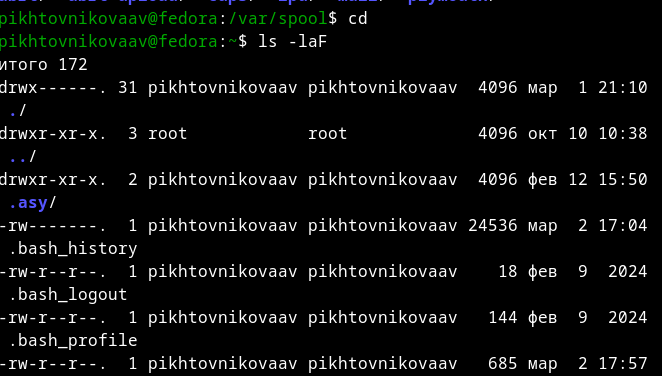 pikhtovnikovaav@fedora:/var/spool$ cd
pikhtovnikovaav@fedora:~$ ls -laF
итого 172
drwx------. 31 pikhtovnikovaav pikhtovnikovaav 4096 мар 1 21:10
./
drwxr-xr-x. 3 root root 4096 окт 10 10:38
../
drwxr-xr-x. 2 pikhtovnikovaav pikhtovnikovaav 4096 фев 12 15:50
.asy/
-rw-------. 1 pikhtovnikovaav pikhtovnikovaav 24536 мар 2 17:04
.bash_history
-rw-r--r--. 1 pikhtovnikovaav pikhtovnikovaav 18 фев 9 2024
.bash_logout
-rw-r--r--. 1 pikhtovnikovaav pikhtovnikovaav 144 фев 9 2024
.bash_profile
-rw-r--r--. 1 pikhtovnikovaav pikhtovnikovaav 685 мар 2 17:57